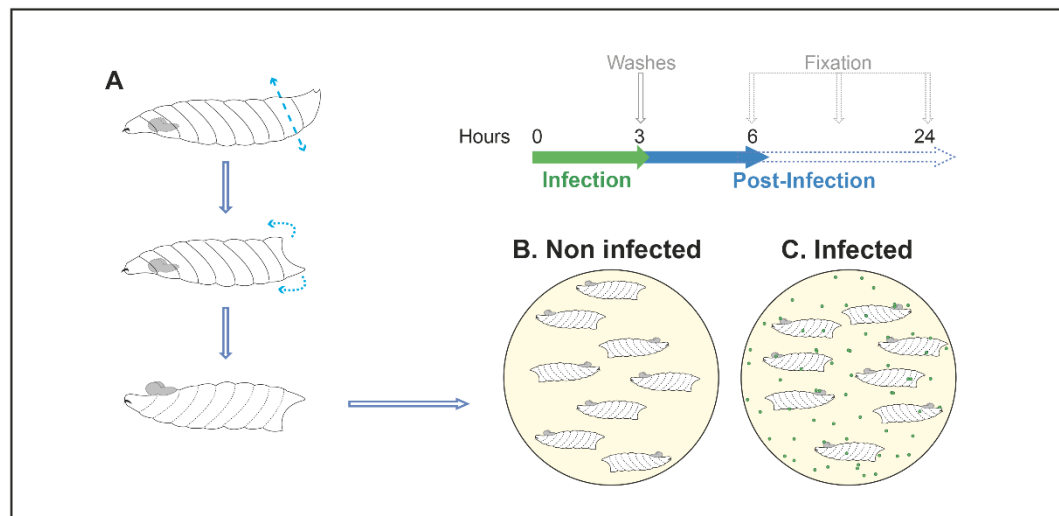 A
Washes
Fixation
Hours 0 3 6 24
Infection
Post-Infection
B. Non infected
C. Infected